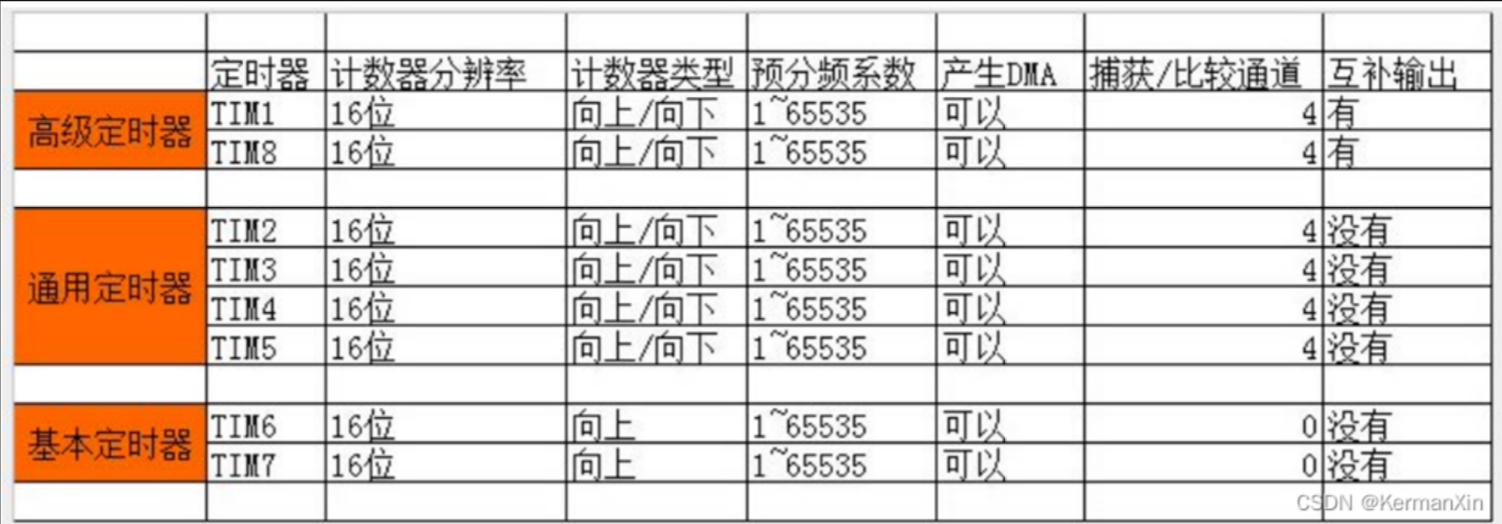 定时器 计数器分辨率 计数器类型 预分频系数 产生DMA 捕获/比较通道 互补输出
高级定时器 TIM1 16位 向上/向下 1~65535 可以 4 有
TIM8 16位 向上/向下 1~65535 可以 4 有
通用定时器 TIM2 16位 向上/向下 1~65535 可以 4 没有
TIM3 16位 向上/向下 1~65535 可以 4 没有
TIM4 16位 向上/向下 1~65535 可以 4 没有
TIM5 16位 向上/向下 1~65535 可以 4 没有
基本定时器 TIM6 16位 向上 1~65535 可以 0 没有
TIM7 16位 向上 1~65535 可以 0 没有
CSDN @KermanXin